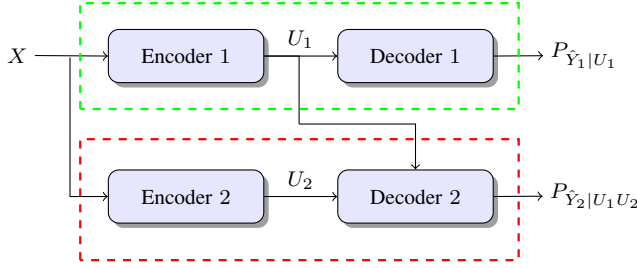 X Encoder 1 U₁ Decoder 1 P_{Ŷ₁|U₁}
Encoder 2 U₂ Decoder 2 P_{Ŷ₂|U₁U₂}